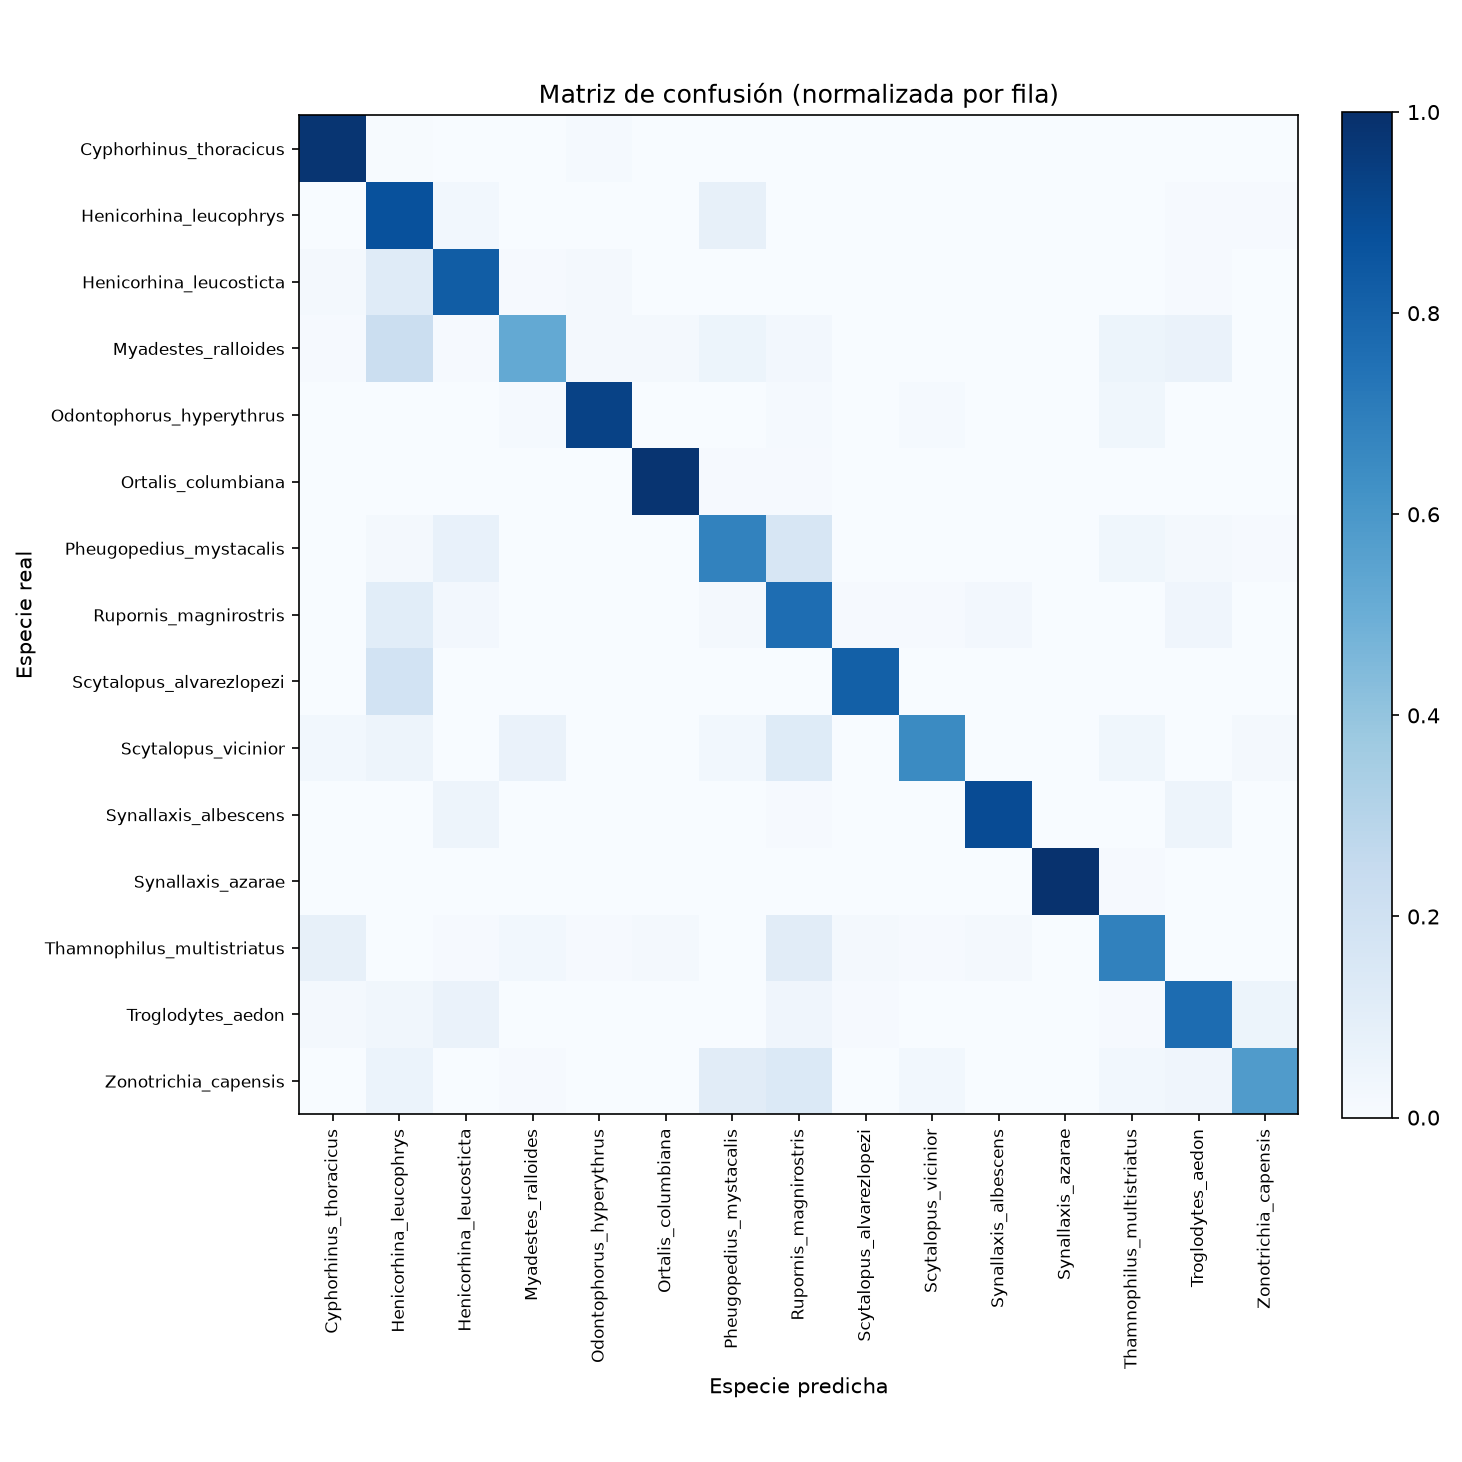 Matriz de confusión (normalizada por fila)
Especie real
Cyphorhinus_thoracicus
Henicorhina_leucophrys
Henicorhina_leucosticta
Myadestes_ralloides
Odontophorus_hyperythrus
Ortalis_columbiana
Pheugopedius_mystacalis
Rupornis_magnirostris
Scytalopus_alvarezlopezi
Scytalopus_vicinior
Synallaxis_albescens
Synallaxis_azarae
Thamnophilus_multistriatus
Troglodytes_aedon
Zonotrichia_capensis
1.0
0.8
0.6
0.4
0.2
0.0
Cyphorhinus_thoracicus
Henicorhina_leucophrys
Henicorhina_leucosticta
Myadestes_ralloides
Odontophorus_hyperythrus
Ortalis_columbiana
Pheugopedius_mystacalis
Rupornis_magnirostris
Scytalopus_alvarezlopezi
Scytalopus_vicinior
Synallaxis_albescens
Synallaxis_azarae
Thamnophilus_multistriatus
Troglodytes_aedon
Zonotrichia_capensis
Especie predicha